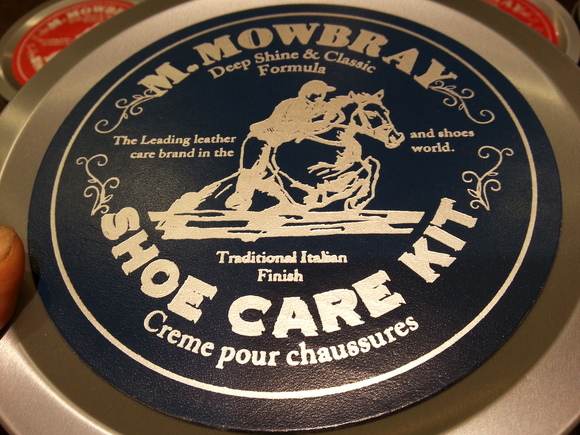 M.MOWBRAY
Deep Shine & Classic
Formula
The Leading leather and shoes
care brand in the world.
Traditional Italian
Finish
SHOE CARE KIT
Creme pour chaussures
M.MOWBRAY